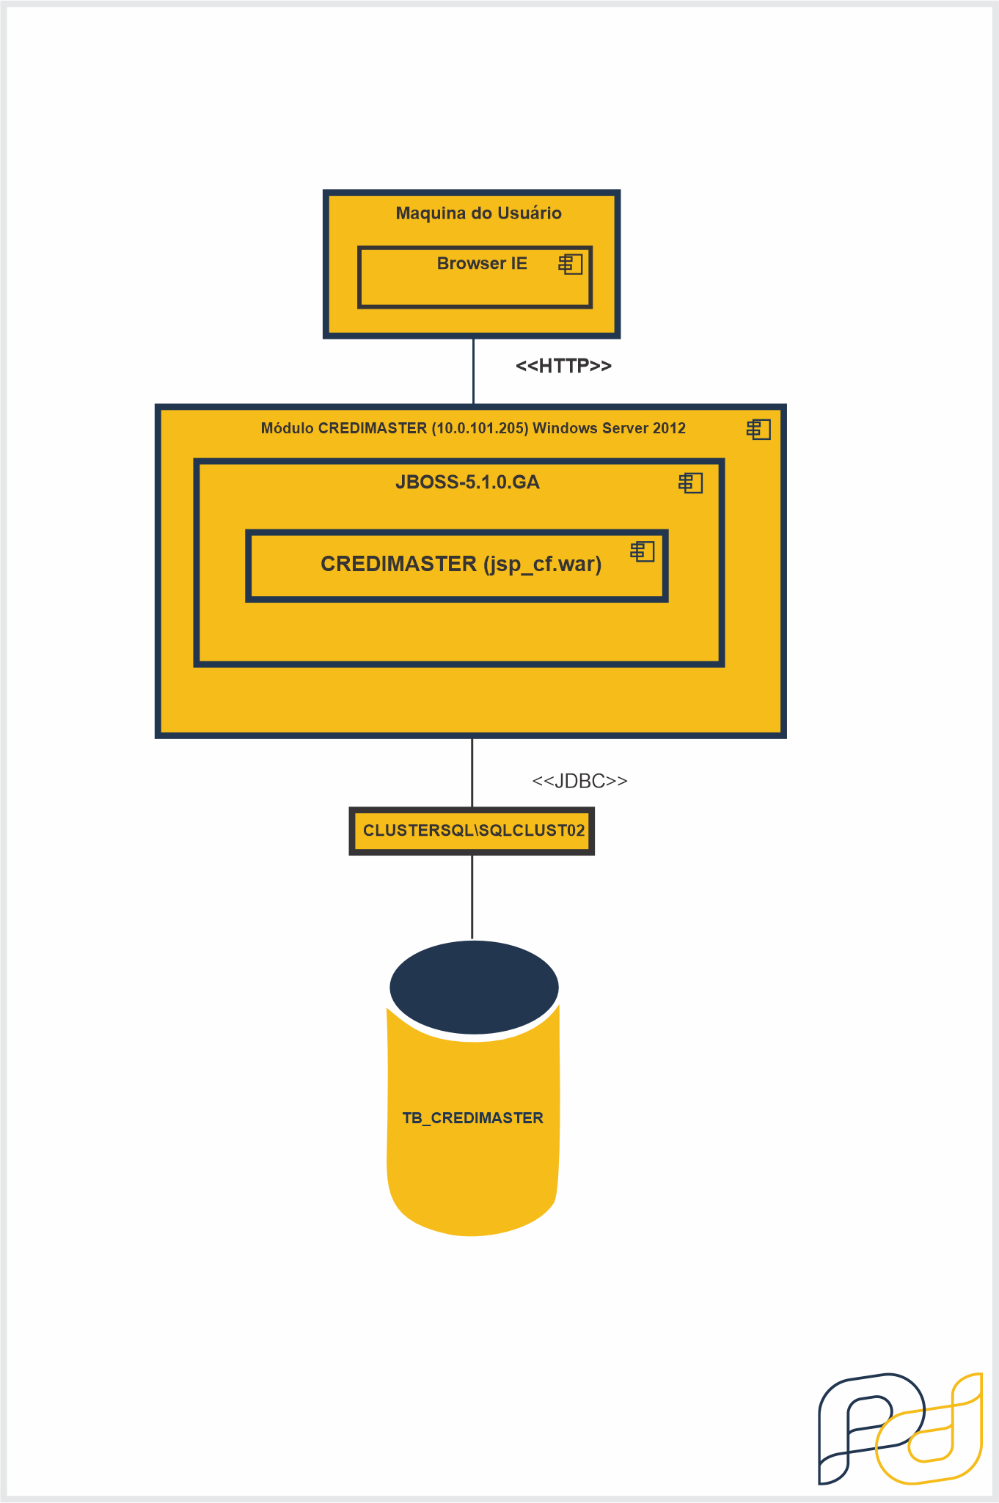 Maquina do Usuário
Browser IE
<<HTTP>>
Módulo CREDIMASTER (10.0.101.205) Windows Server 2012
JBOSS-5.1.0.GA
CREDIMASTER (jsp_cf.war)
<<JDBC>>
CLUSTERSQL\SQLCLUST02
TB_CREDIMASTER